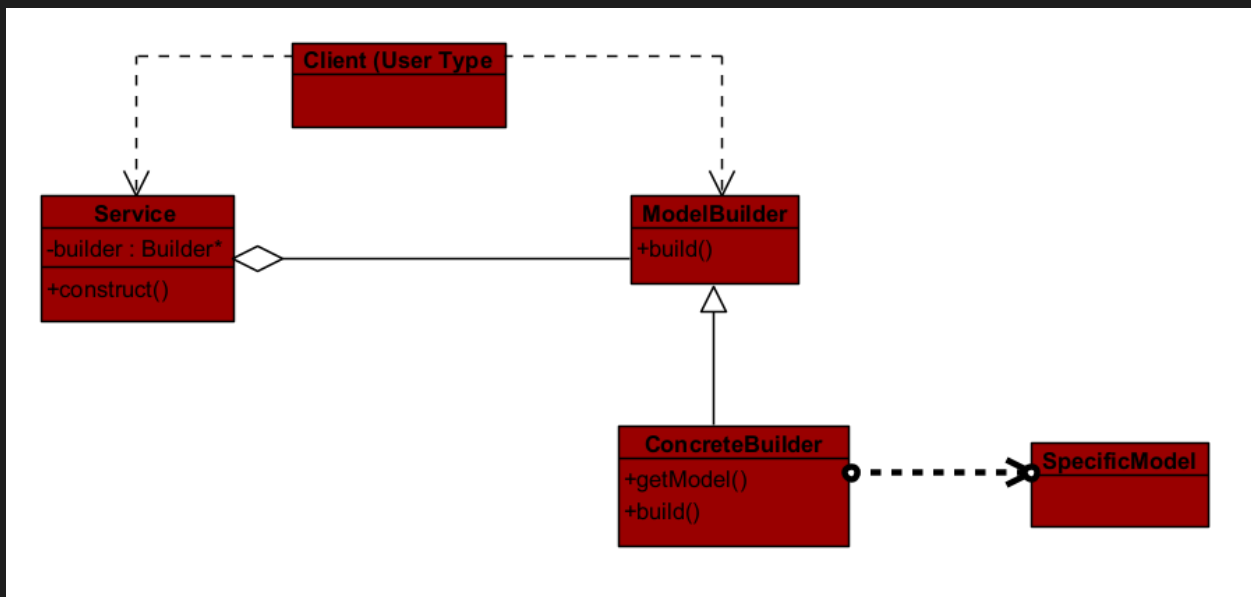 Client (User Type
Service
-builder : Builder*
+construct()
ModelBuilder
+build()
ConcreteBuilder
+getModel()
+build()
SpecificModel